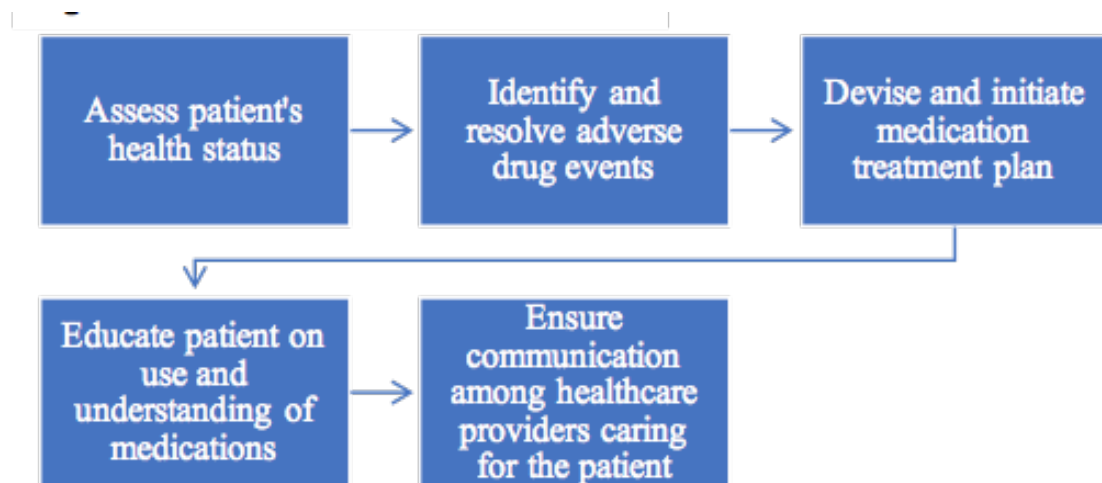 Assess patient's
health status
Identify and
resolve adverse
drug events
Devise and initiate
medication
treatment plan
Educate patient on
use and
understanding of
medications
Ensure
communication
among healthcare
providers caring
for the patient